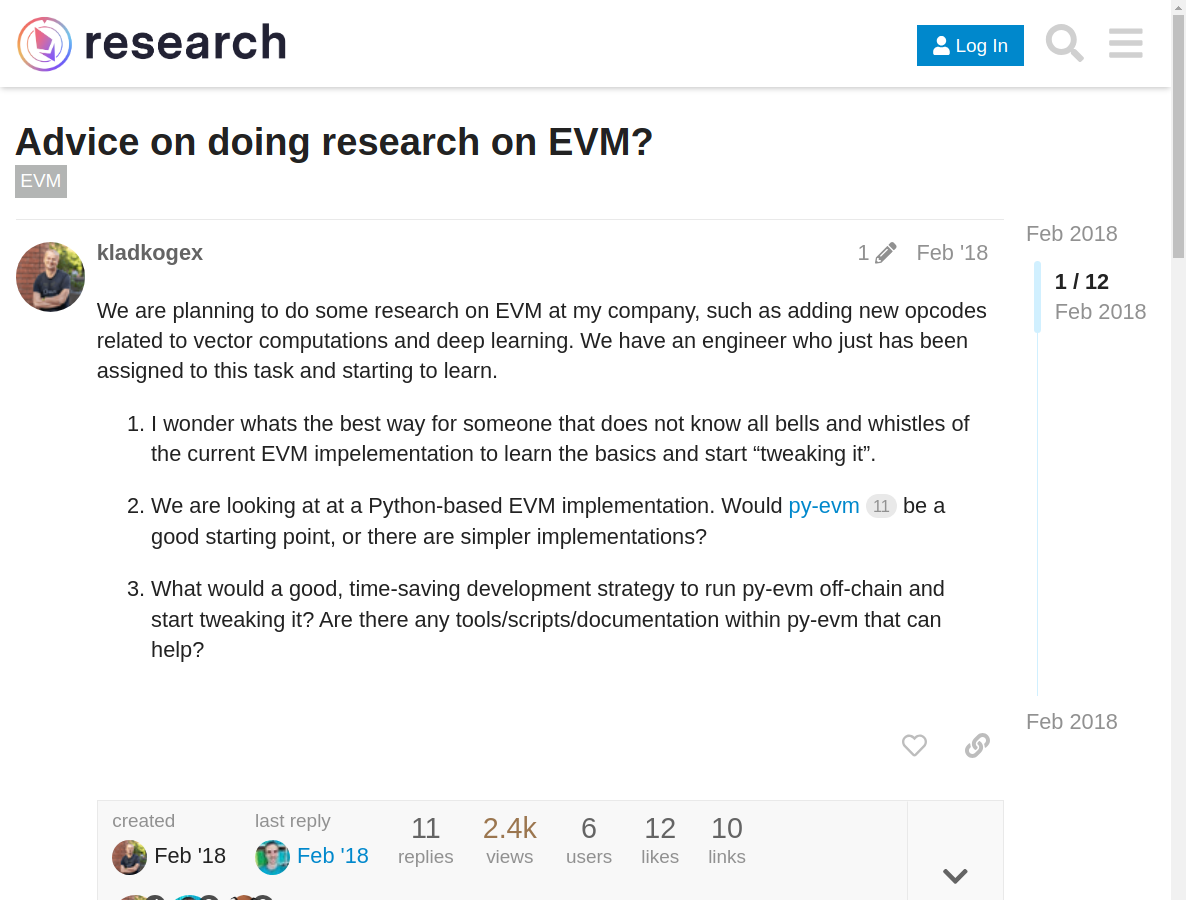 research
Log In
Advice on doing research on EVM?
EVM
kladkogex
1
Feb '18
We are planning to do some research on EVM at my company, such as adding new opcodes
related to vector computations and deep learning. We have an engineer who just has been
assigned to this task and starting to learn.
1. I wonder whats the best way for someone that does not know all bells and whistles of
the current EVM impelementation to learn the basics and start “tweaking it”.
2. We are looking at at a Python-based EVM implementation. Would py-evm 11 be a
good starting point, or there are simpler implementations?
3. What would a good, time-saving development strategy to run py-evm off-chain and
start tweaking it? Are there any tools/scripts/documentation within py-evm that can
help?
Feb 2018
1 / 12
Feb 2018
Feb 2018
created
Feb '18
last reply
Feb '18
11
replies
2.4k
views
6
users
12
likes
10
links